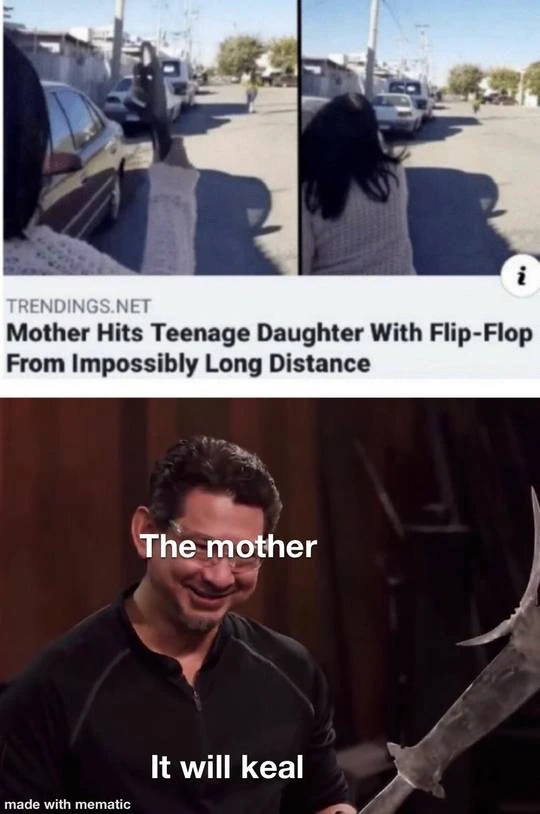 i
TRENDINGS.NET
Mother Hits Teenage Daughter With Flip-Flop
From Impossibly Long Distance
The mother
It will keal
made with mematic